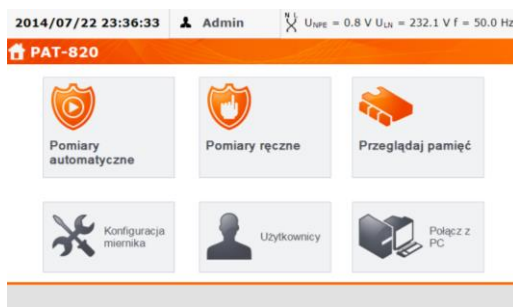 2014/07/22 23:36:33 Admin N L UNPE = 0.8 V ULN = 232.1 V f = 50.0 Hz
PAT-820
Pomiary
automatyczne
Pomiary ręczne
Przeglądaj pamięć
Konfiguracja
miernika
Użytkownicy
Połącz z
PC